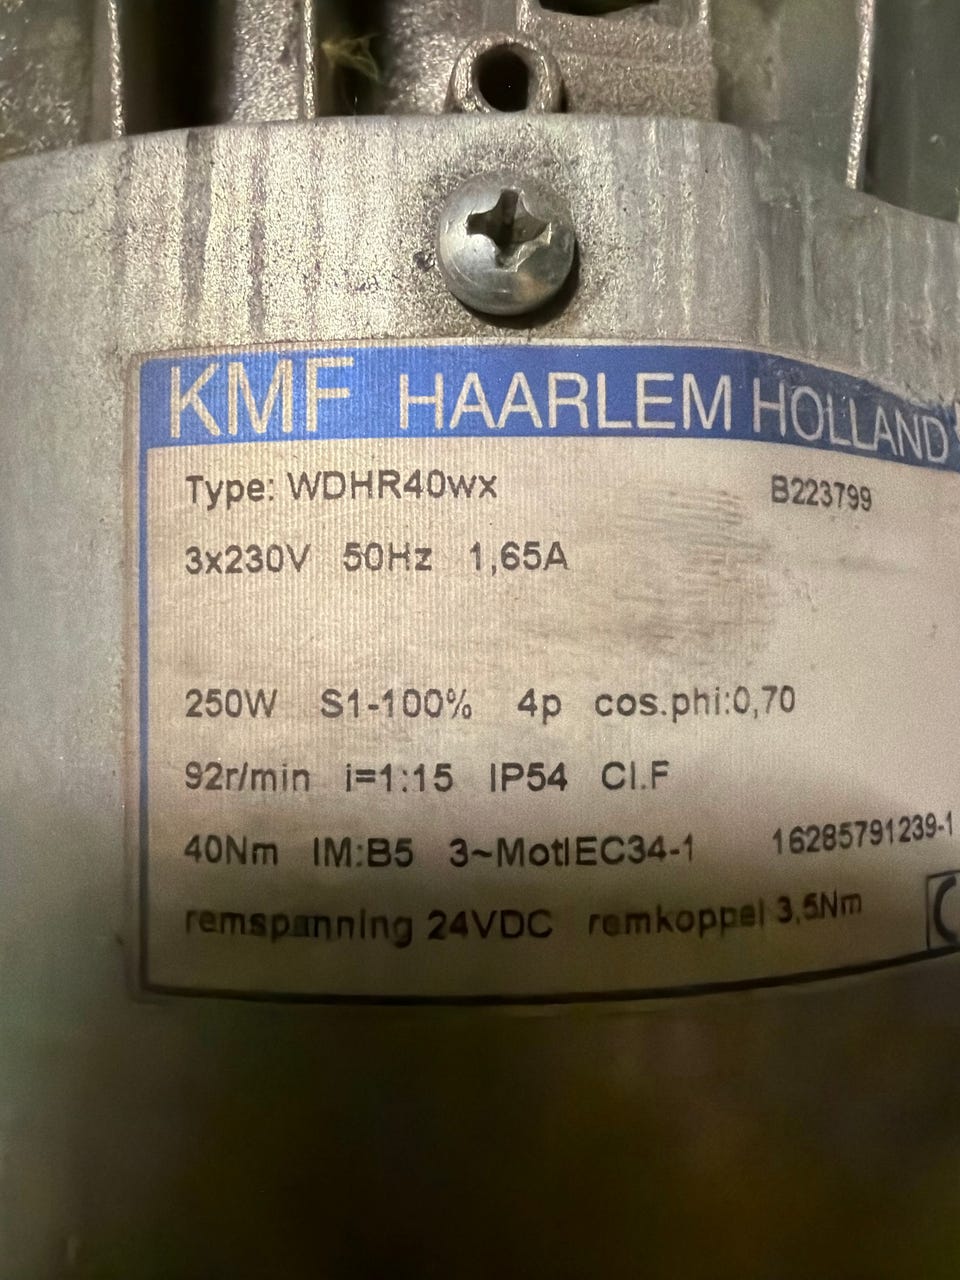 KMF HAARLEM HOLLAND
Type: WDHR40wx B223799
3x230V 50Hz 1,65A
250W S1-100% 4p cos.phi:0,70
92r/min i=1:15 IP54 Cl.F
40Nm IM:B5 3~MotIEC34-1 16285791239-1
remspanning 24VDC remkoppel 3,5Nm